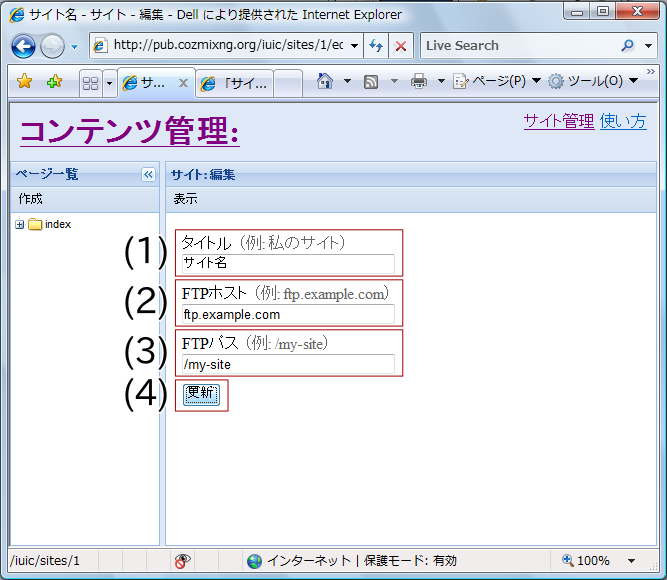 サイト名 - サイト - 編集 - Dell により提供された Internet Explorer
http://pub.cozmixng.org/iuic/sites/1/ec
Live Search
サ...
「サイ...
ページ(P)
ツール(O)
コンテンツ管理:
サイト管理 使い方
ページ一覧
サイト: 編集
作成
表示
index
(1)
タイトル（例: 私のサイト）
サイト名
(2)
FTPホスト（例: ftp.example.com）
ftp.example.com
(3)
FTPパス（例: /my-site）
/my-site
(4)
更新
/iuic/sites/1
インターネット | 保護モード: 有効
100%